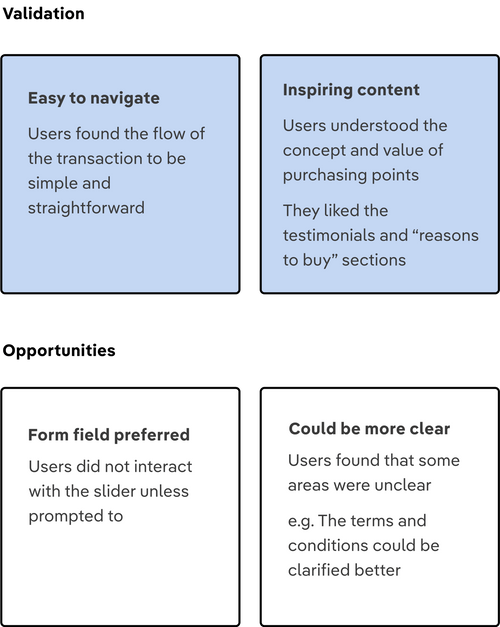 Validation
Easy to navigate
Users found the flow of
the transaction to be
simple and
straightforward
Inspiring content
Users understood the
concept and value of
purchasing points
They liked the
testimonials and “reasons
to buy” sections
Opportunities
Form field preferred
Users did not interact
with the slider unless
prompted to
Could be more clear
Users found that some
areas were unclear
e.g. The terms and
conditions could be
clarified better